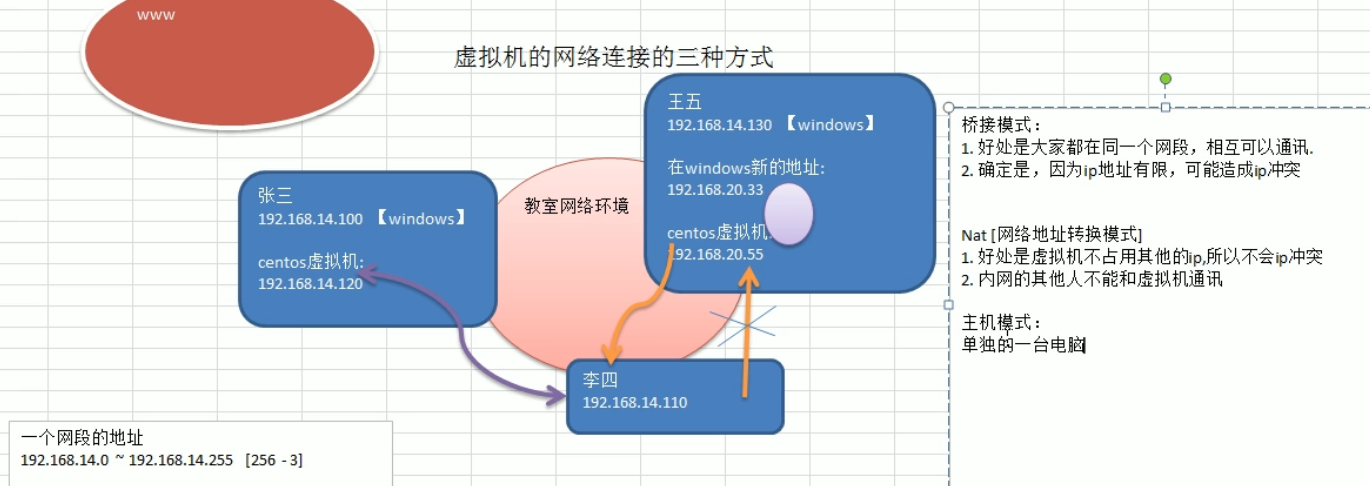 www
虚拟机的网络连接的三种方式
王五
192.168.14.130 【windows】
在windows新的地址:
192.168.20.33
centos虚拟机
192.168.20.55
张三
192.168.14.100 【windows】
centos虚拟机:
192.168.14.120
教室网络环境
李四
192.168.14.110
一个网段的地址
192.168.14.0 ~ 192.168.14.255 [256 - 3]
桥接模式：
1. 好处是大家都在同一个网段，相互可以通讯.
2. 确定是，因为ip地址有限，可能造成ip冲突
Nat [网络地址转换模式]
1. 好处是虚拟机不占用其他的ip,所以不会ip冲突
2. 内网的其他人不能和虚拟机通讯
主机模式：
单独的一台电脑